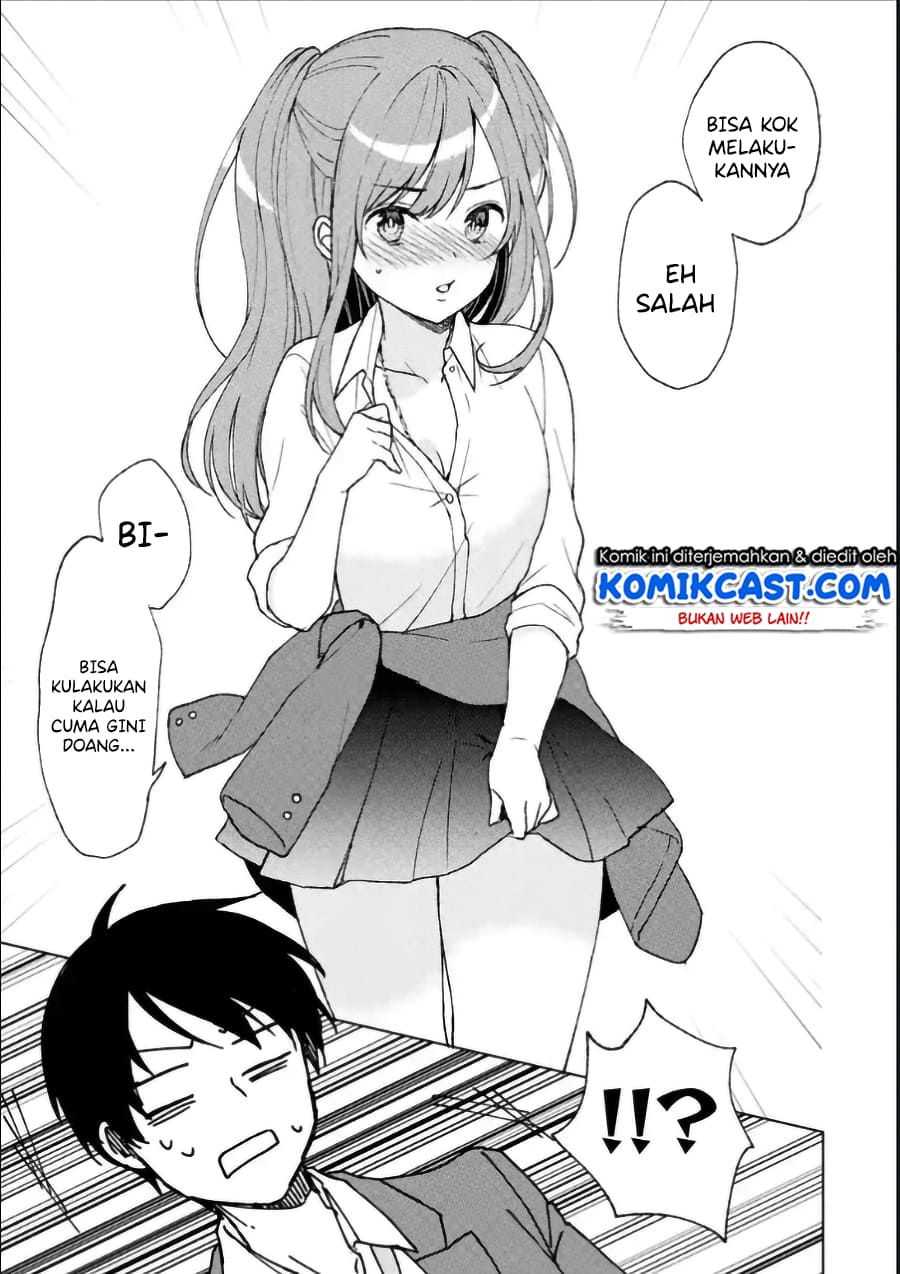 BISA KOK
MELAKU-
KANNYA
EH
SALAH
BI-
BISA
KULAKUKAN
KALAU
CUMA GINI
DOANG...
Komik ini diterjemahkan & diedit oleh
KOMIKCAST.COM
BUKAN WEB LAIN!!
!!?